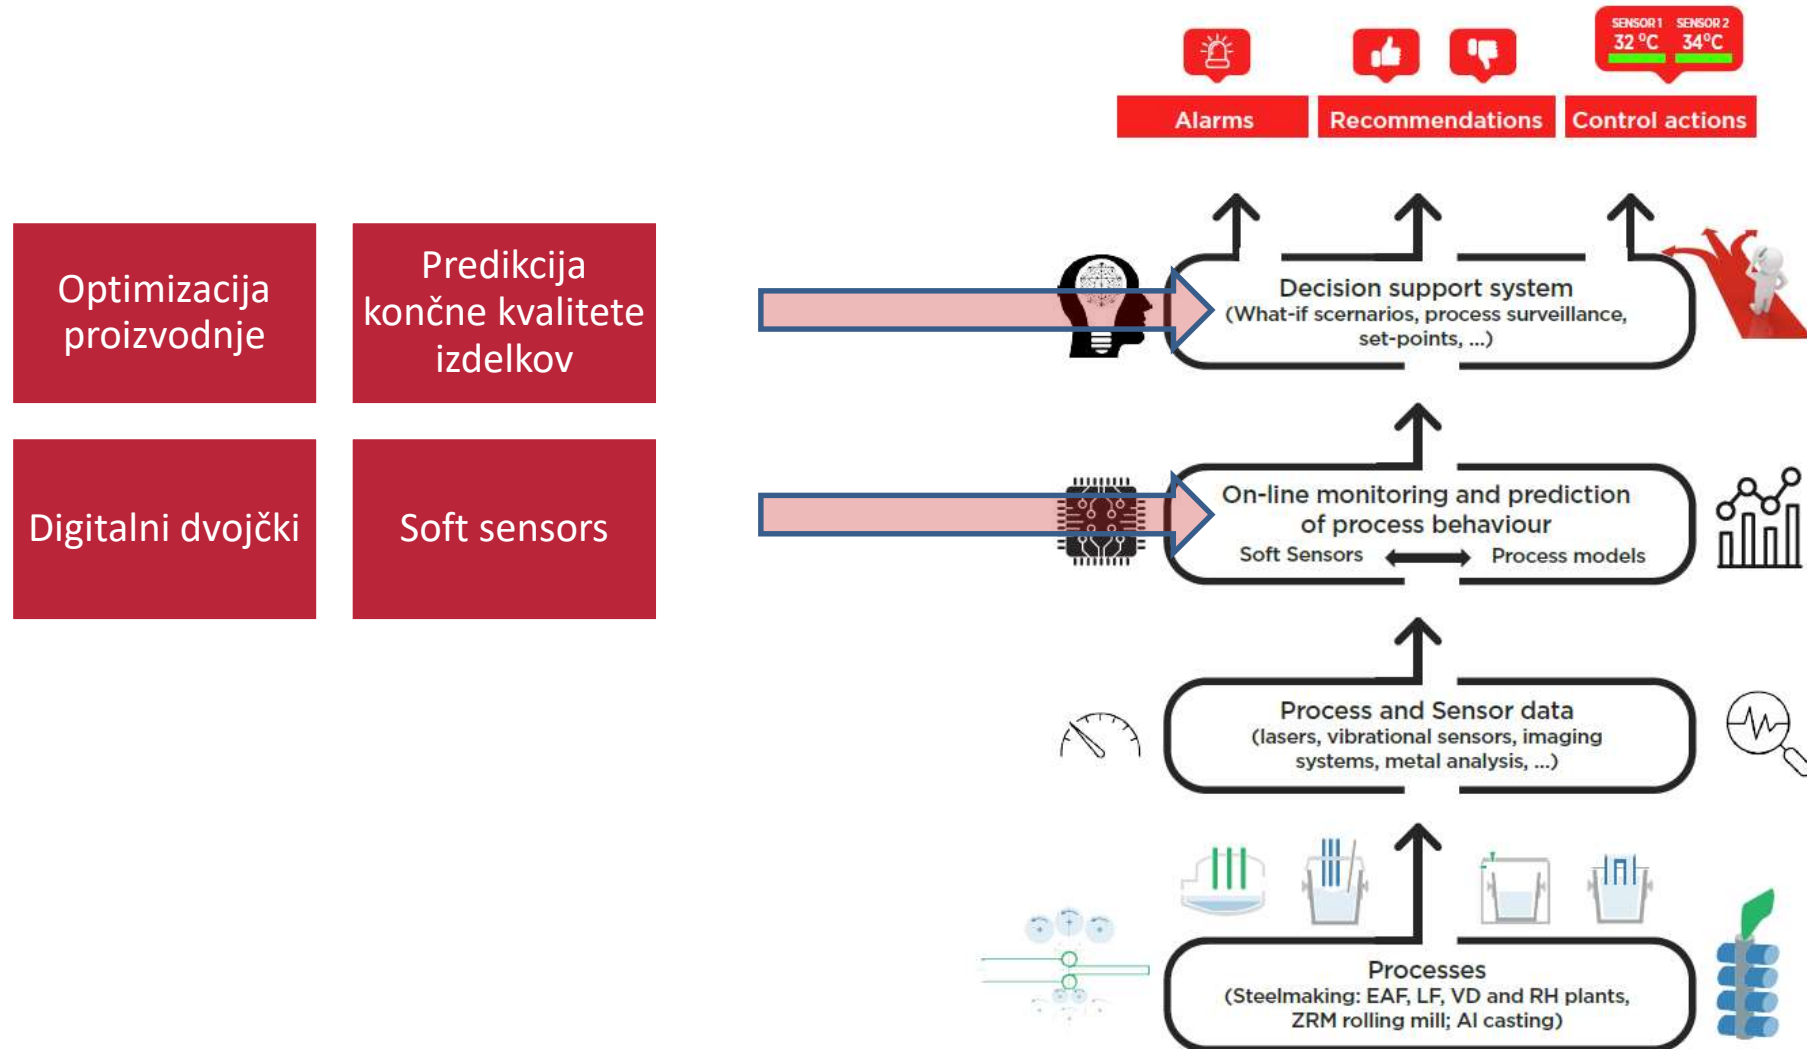 SENSOR 1 SENSOR 2
32 °C 34°C
Alarms
Recommendations
Control actions
Optimizacija
proizvodnje
Predikcija
končne kvalitete
izdelkov
Digitalni dvojčki
Soft sensors
Decision support system
(What-if scernarios, process surveillance,
set-points, ...)
On-line monitoring and prediction
of process behaviour
Soft Sensors
Process models
Process and Sensor data
(lasers, vibrational sensors, imaging
systems, metal analysis, ...)
Processes
(Steelmaking: EAF, LF, VD and RH plants,
ZRM rolling mill; Al casting)